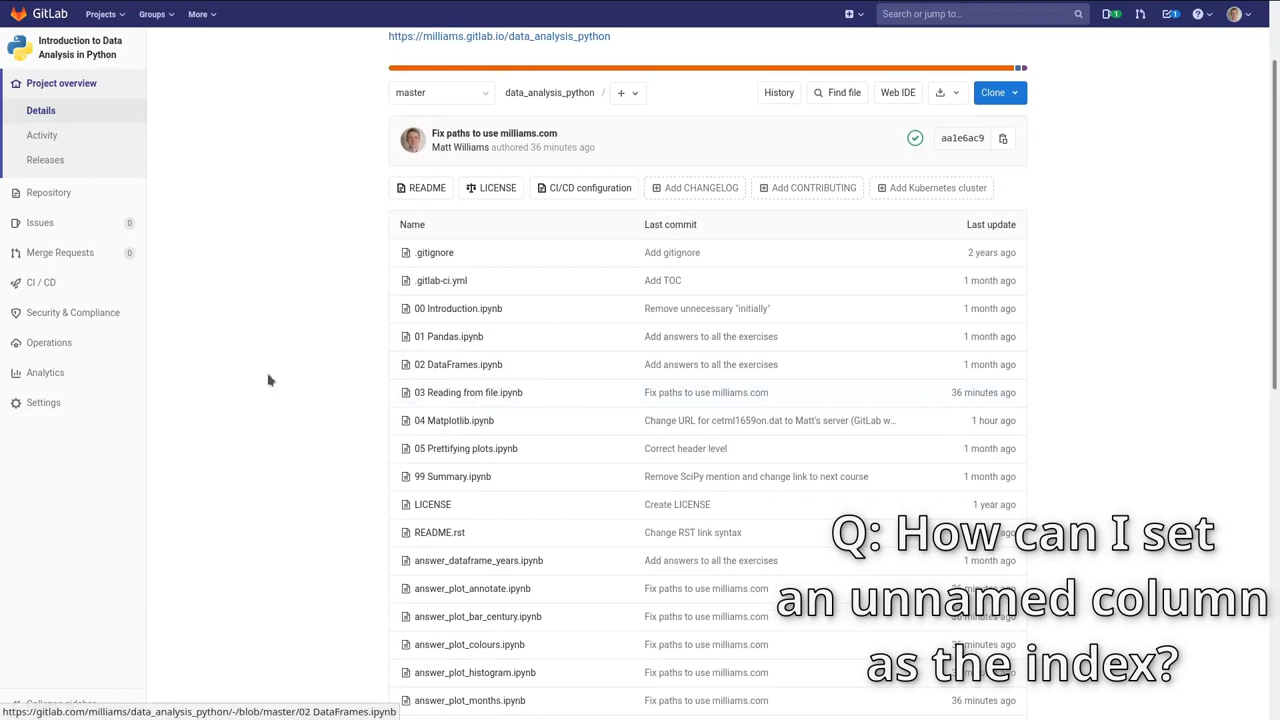 GitLab Projects Groups More Search or jump to... 1 1
Introduction to Data
Analysis in Python
Project overview
Details
Activity
Releases
Repository
Issues 0
Merge Requests 0
CI / CD
Security & Compliance
Operations
Analytics
Settings
https://milliams.gitlab.io/data_analysis_python
master data_analysis_python / + History Find file Web IDE Clone
Fix paths to use milliams.com
Matt Williams authored 36 minutes ago aa1e6ac9
README LICENSE CI/CD configuration Add CHANGELOG Add CONTRIBUTING Add Kubernetes cluster
Name Last commit Last update
.gitignore Add gitignore 2 years ago
.gitlab-ci.yml Add TOC 1 month ago
00 Introduction.ipynb Remove unnecessary "initially" 1 month ago
01 Pandas.ipynb Add answers to all the exercises 1 month ago
02 DataFrames.ipynb Add answers to all the exercises 1 month ago
03 Reading from file.ipynb Fix paths to use milliams.com 36 minutes ago
04 Matplotlib.ipynb Change URL for cetml1659on.dat to Matt's server (GitLab w... 1 hour ago
05 Prettifying plots.ipynb Correct header level 1 month ago
99 Summary.ipynb Remove SciPy mention and change link to next course 1 month ago
LICENSE Create LICENSE 1 year ago
README.rst Change RST link syntax
answer_dataframe_years.ipynb Add answers to all the exercises
answer_plot_annotate.ipynb Fix paths to use milliams.com 36 minutes ago
answer_plot_bar_century.ipynb Fix paths to use milliams.com 36 minutes ago
answer_plot_colours.ipynb Fix paths to use milliams.com 36 minutes ago
answer_plot_histogram.ipynb Fix paths to use milliams.com 36 minutes ago
answer_plot_months.ipynb Fix paths to use milliams.com 36 minutes ago
Q: How can I set
an unnamed column
as the index?
https://gitlab.com/milliams/data_analysis_python/-/blob/master/02 DataFrames.ipynb